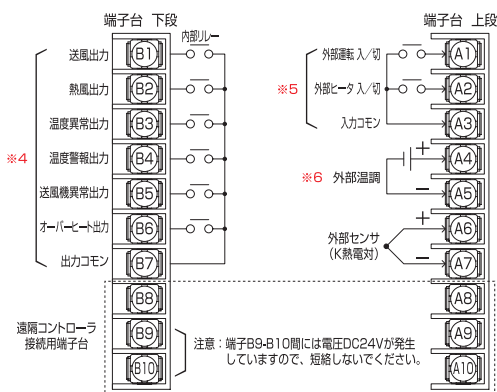 端子台 下段
内部リレー
送風出力 B1
熱風出力 B2
温度異常出力 B3
※4 温度警報出力 B4
送風機異常出力 B5
オーバーヒート出力 B6
出力コモン B7
B8
遠隔コントローラ
接続用端子台
B9
B10
注意：端子B9-B10間には電圧DC24Vが発生
していますので、短絡しないでください。
端子台 上段
外部運転 入／切 A1
※5 外部ヒータ 入／切 A2
入力コモン A3
＋ A4
※6 外部温調
− A5
＋ A6
外部センサ
（K熱電対）
− A7
A8
A9
A10